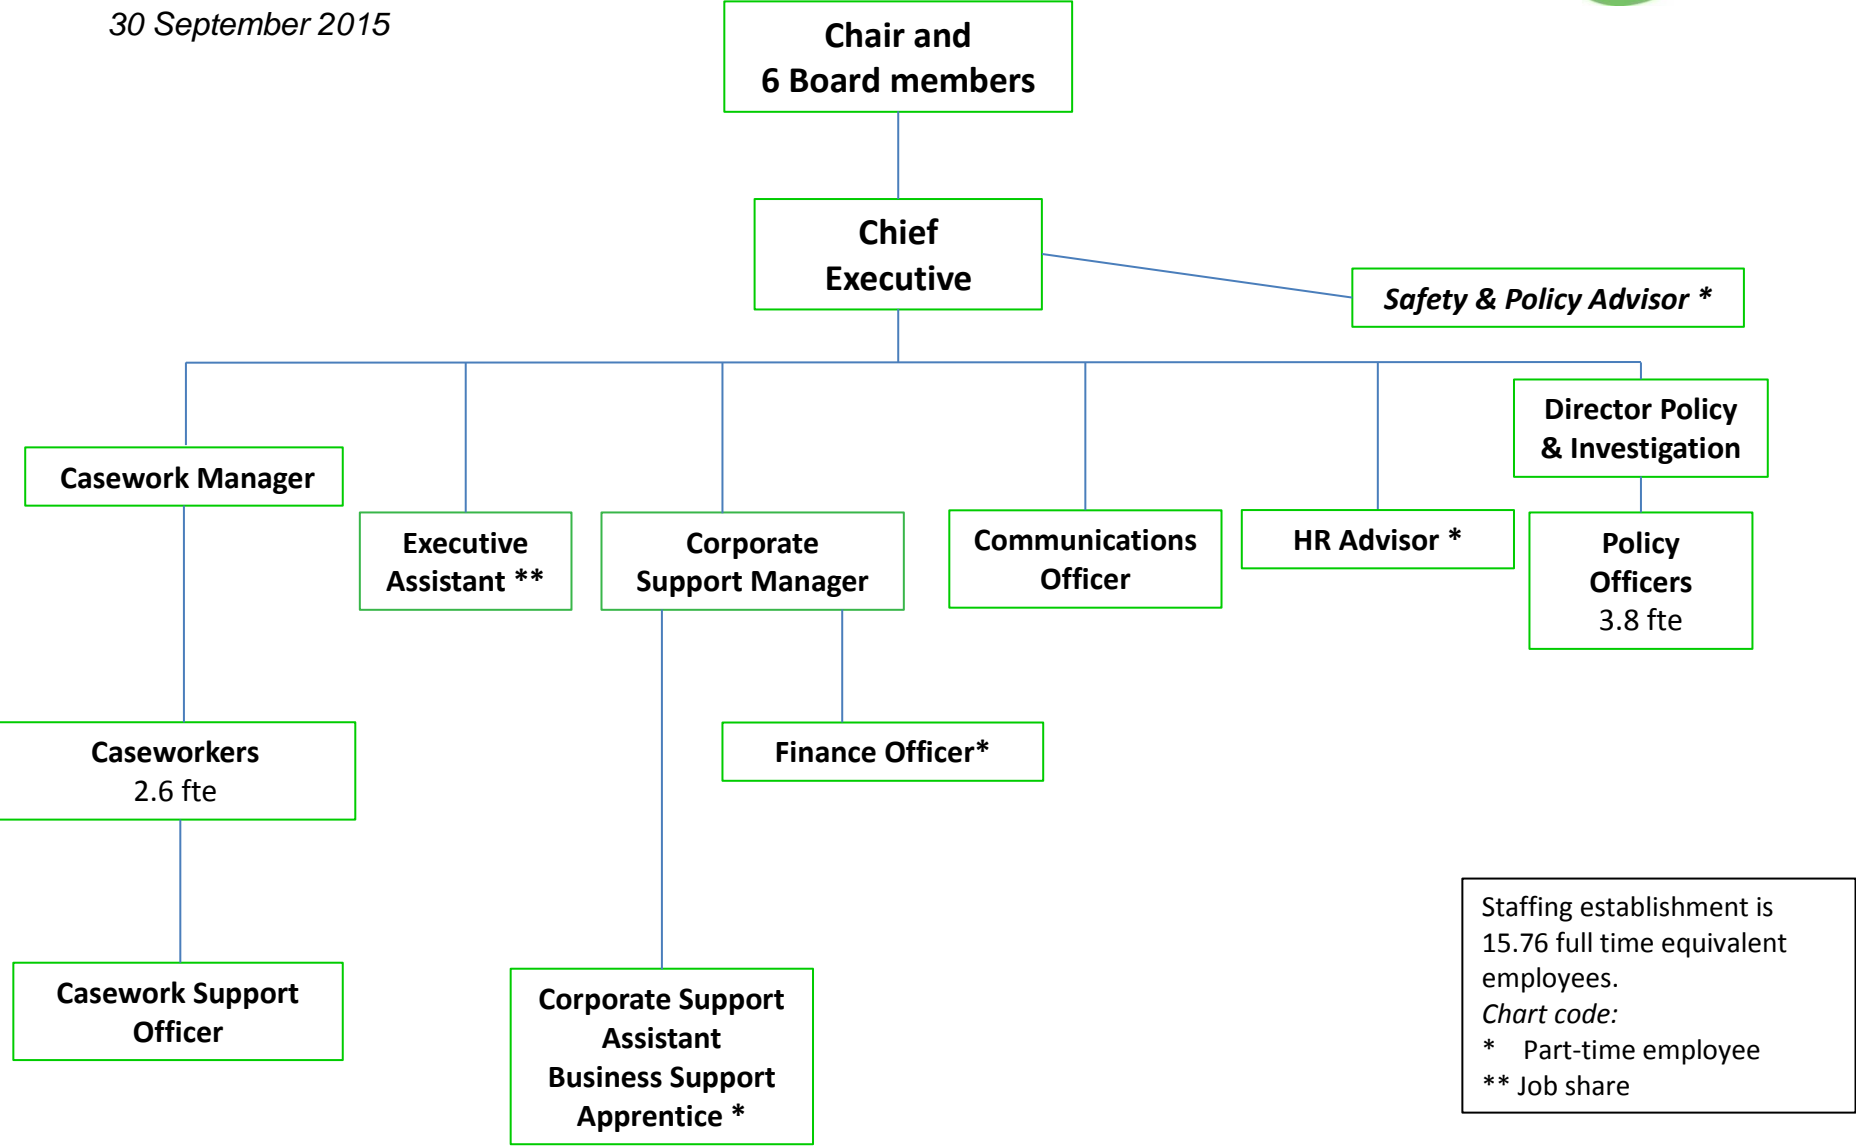 30 September 2015
Chair and
6 Board members
Chief
Executive
Safety & Policy Advisor *
Director Policy
& Investigation
Casework Manager
Executive
Assistant **
Corporate
Support Manager
Communications
Officer
HR Advisor *
Policy
Officers
3.8 fte
Caseworkers
2.6 fte
Finance Officer*
Casework Support
Officer
Corporate Support
Assistant
Business Support
Apprentice *
Staffing establishment is
15.76 full time equivalent
employees.
Chart code:
* Part-time employee
** Job share